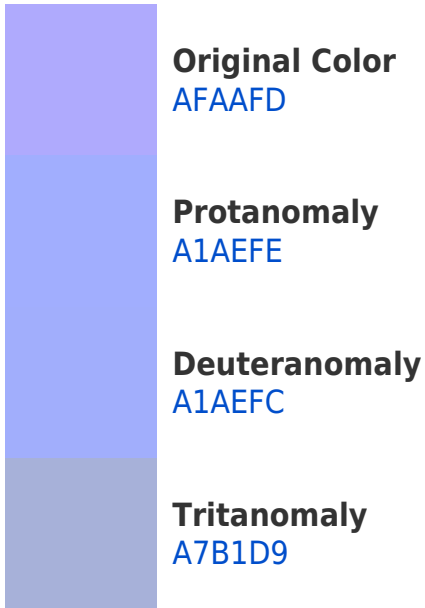 Original Color
AFAAFD
Protanomaly
A1AEFE
Deuteranomaly
A1AEFC
Tritanomaly
A7B1D9